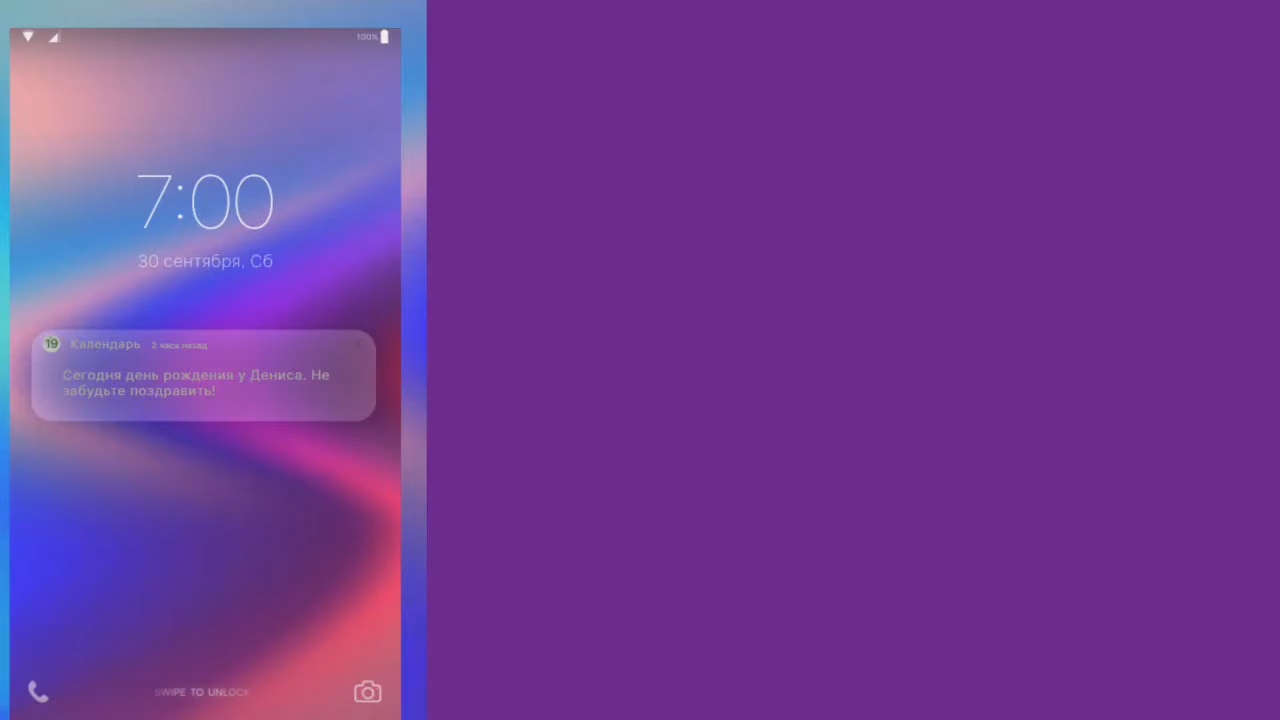 100%
7:00
30 сентября, Сб
19 Календарь 2 часа назад
Сегодня день рождения у Дениса. Не
забудьте поздравить!
SWIPE TO UNLOCK